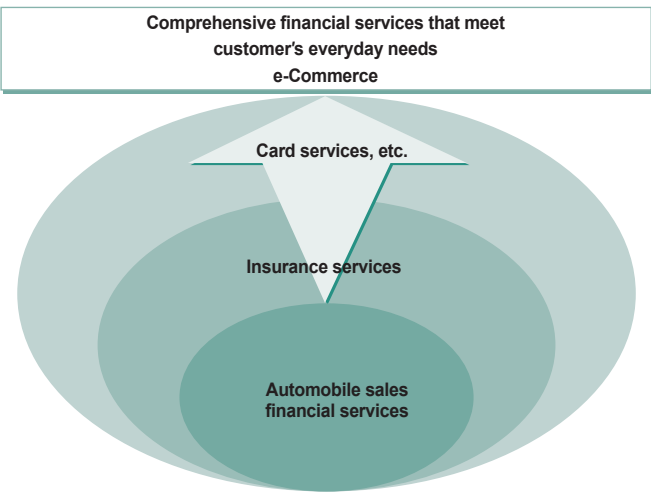 Comprehensive financial services that meet
customer's everyday needs
e-Commerce
Card services, etc.
Insurance services
Automobile sales
financial services